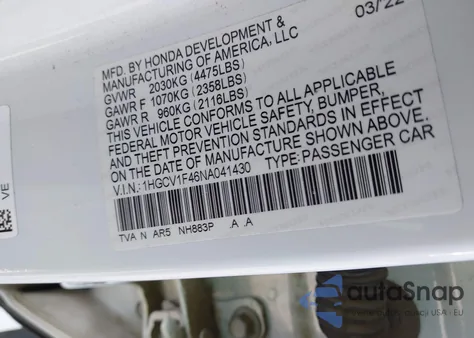 03/22
MFD. BY HONDA DEVELOPMENT &
MANUFACTURING OF AMERICA, LLC
GVWR 2030KG (4475LBS)
GAWR F 1070KG (2358LBS)
GAWR R 960KG (2116LBS)
THIS VEHICLE CONFORMS TO ALL APPLICABLE
FEDERAL MOTOR VEHICLE SAFETY, BUMPER,
AND THEFT PREVENTION STANDARDS IN EFFECT
ON THE DATE OF MANUFACTURE SHOWN ABOVE.
V.I.N.: 1HGCV1F46NA041430 TYPE: PASSENGER CAR
TVA N AR5 NH883P .A .A
VE
autoSnap